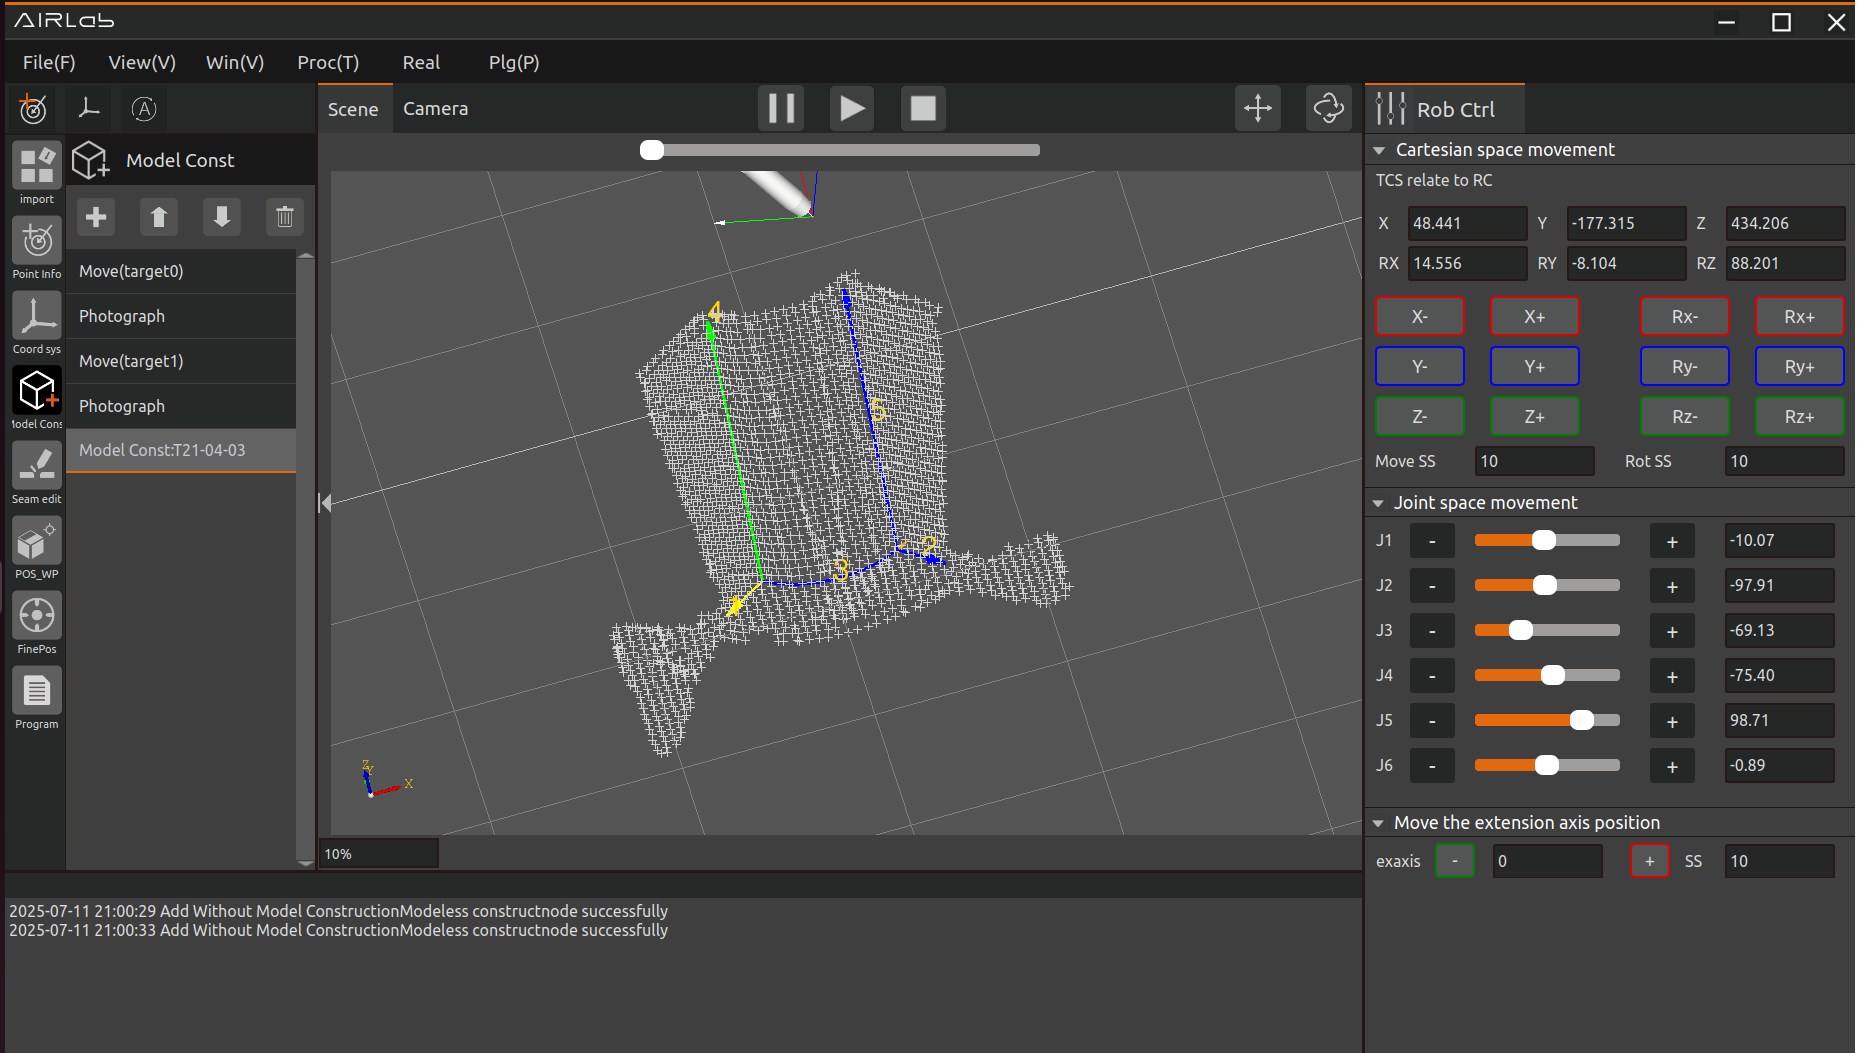 AIRLab
File(F) View(V) Win(V) Proc(T) Real Plg(P)
Scene Camera
Rob Ctrl
import
Point Info
Coord sys
Model Cons
Seam edit
POS_WP
FinePos
Program
Model Const
Move(target0)
Photograph
Move(target1)
Photograph
Model Const:T21-04-03
4
5
3
2
Z
Y
X
10%
Cartesian space movement
TCS relate to RC
X 48.441 Y -177.315 Z 434.206
RX 14.556 RY -8.104 RZ 88.201
X- X+ Rx- Rx+
Y- Y+ Ry- Ry+
Z- Z+ Rz- Rz+
Move SS 10 Rot SS 10
Joint space movement
J1 - + -10.07
J2 - + -97.91
J3 - + -69.13
J4 - + -75.40
J5 - + 98.71
J6 - + -0.89
Move the extension axis position
exaxis - 0 + SS 10
2025-07-11 21:00:29 Add Without Model ConstructionModeless constructnode successfully
2025-07-11 21:00:33 Add Without Model ConstructionModeless constructnode successfully